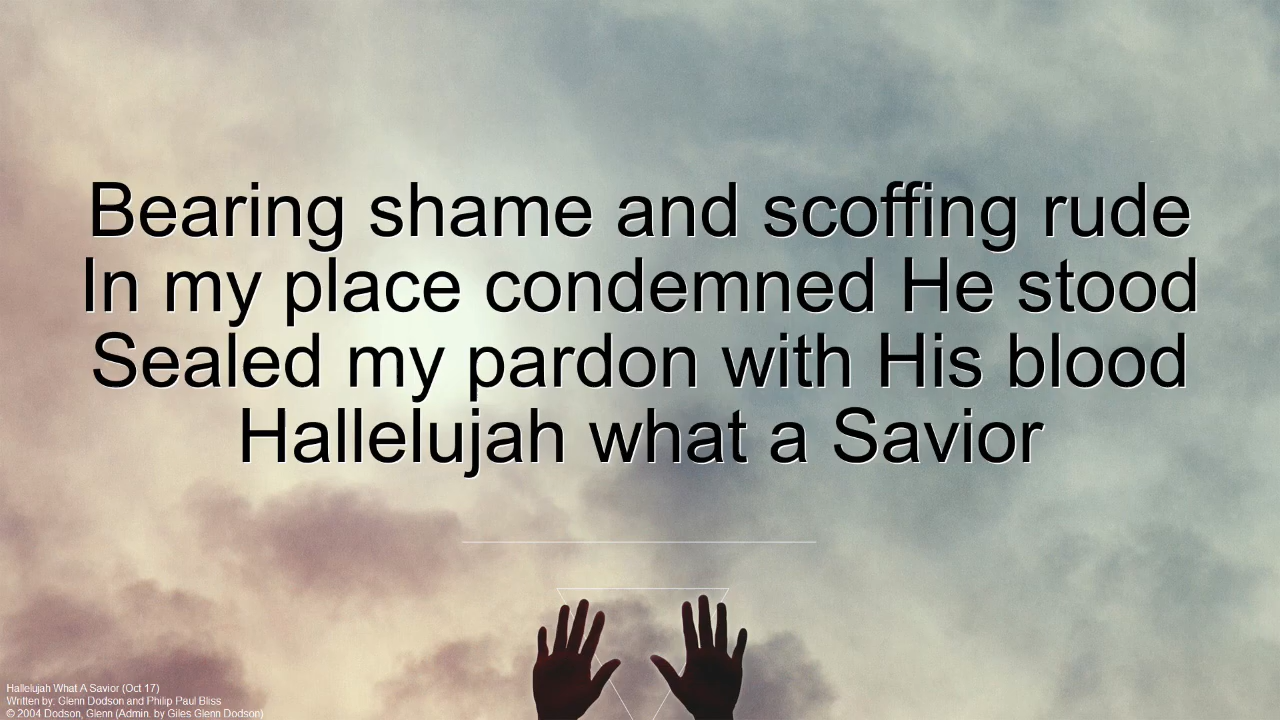 Bearing shame and scoffing rude
In my place condemned He stood
Sealed my pardon with His blood
Hallelujah what a Savior
Hallelujah What A Savior (Oct 17)
Written by: Glenn Dodson and Philip Paul Bliss
© 2004 Dodson, Glenn (Admin. by Giles Glenn Dodson)